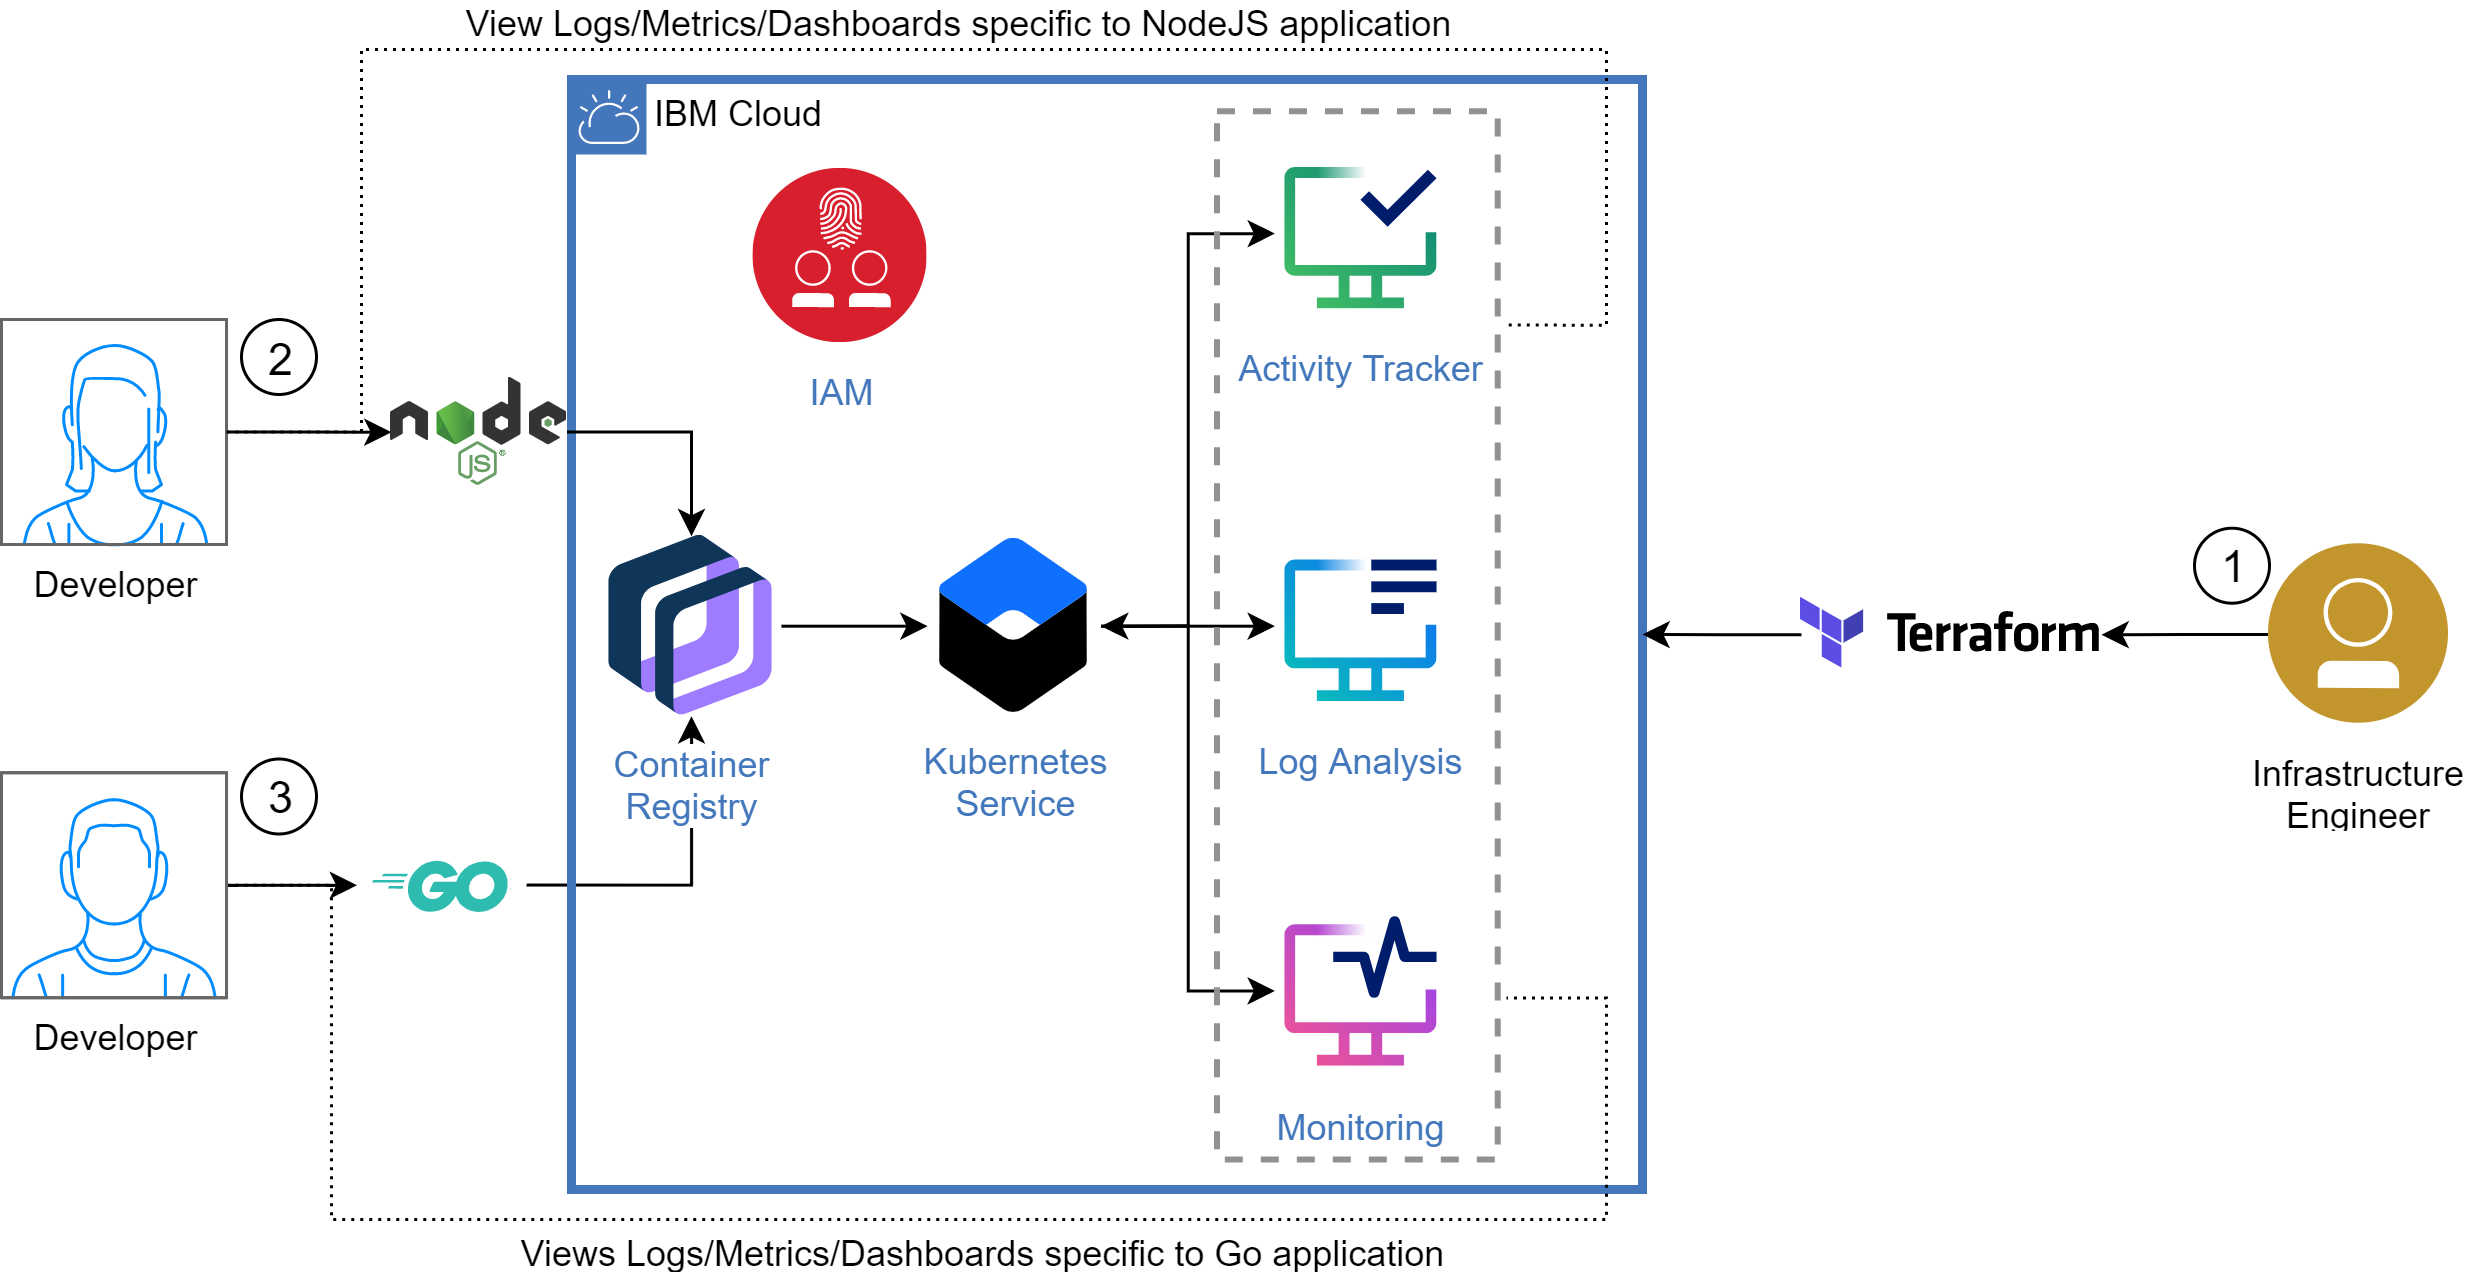 View Logs/Metrics/Dashboards specific to NodeJS application
IBM Cloud
IAM
Activity Tracker
2
node
JS
®
Developer
1
Terraform
Infrastructure
Engineer
Container
Registry
Kubernetes
Service
Log Analysis
3
GO
Developer
Monitoring
Views Logs/Metrics/Dashboards specific to Go application